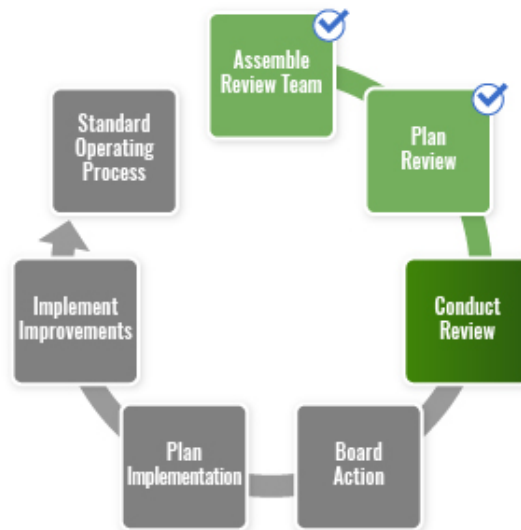 Assemble
Review Team
Plan
Review
Conduct
Review
Board
Action
Plan
Implementation
Implement
Improvements
Standard
Operating
Process